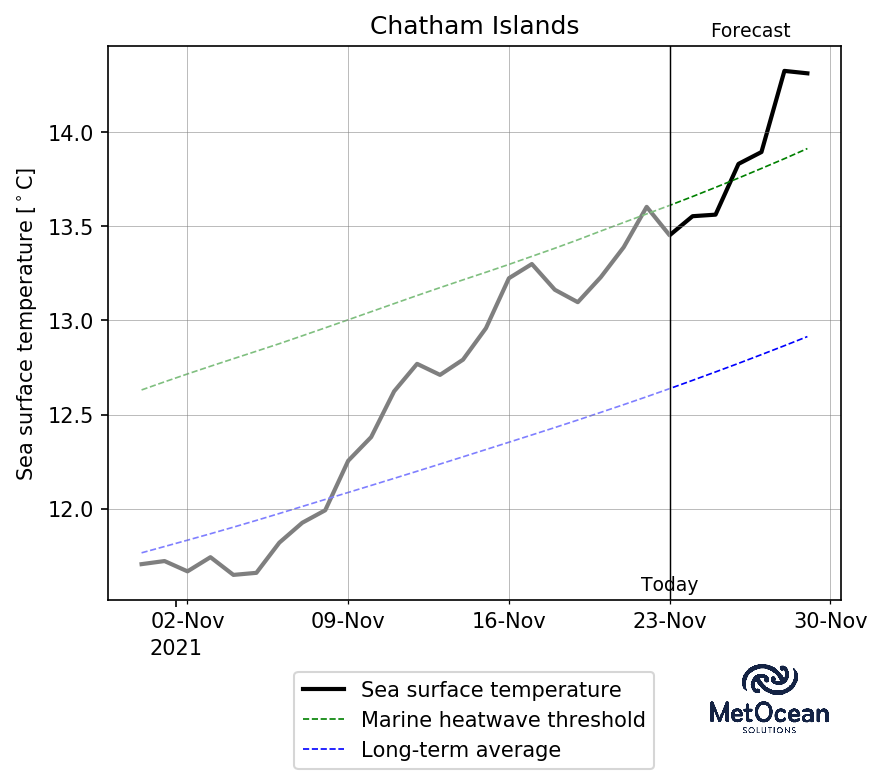 Chatham Islands
Forecast
Sea surface temperature [°C]
14.0
13.5
13.0
12.5
12.0
Today
02-Nov 09-Nov 16-Nov 23-Nov 30-Nov
2021
Sea surface temperature
Marine heatwave threshold
Long-term average
MetOcean
SOLUTIONS